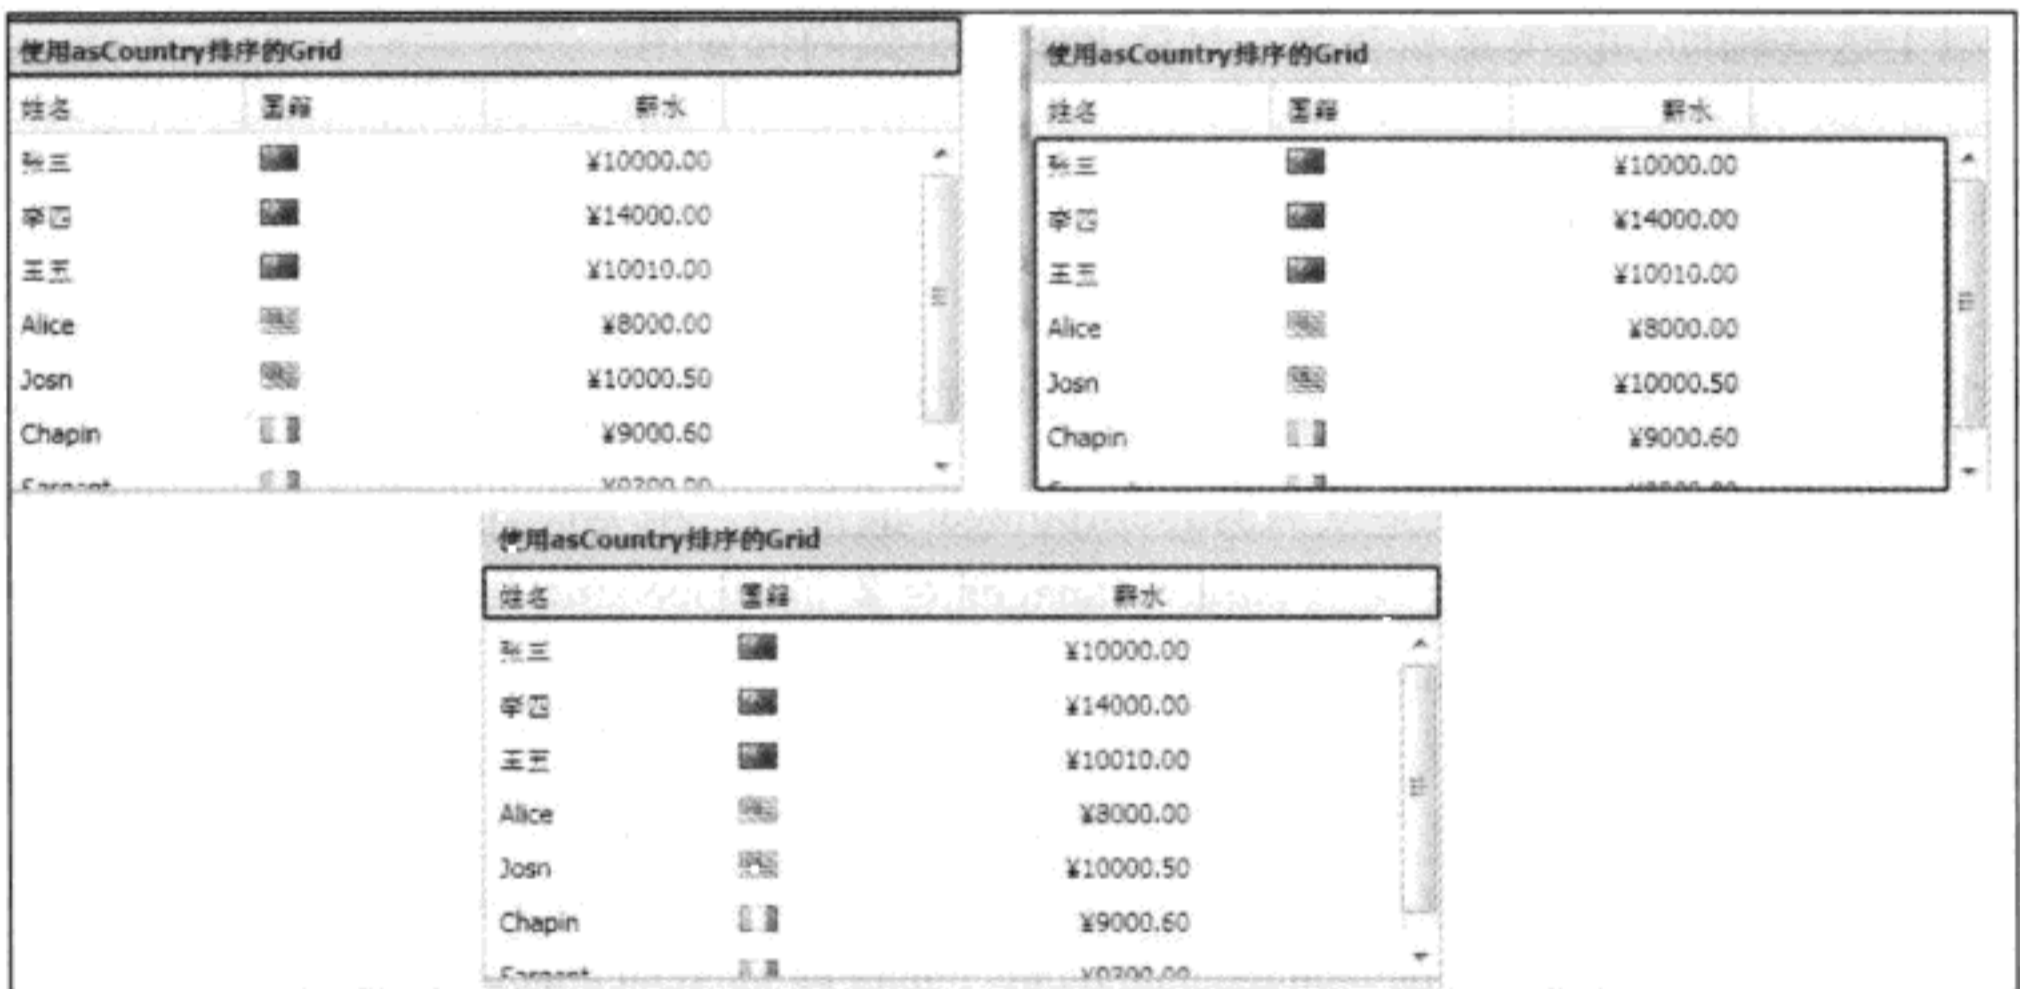 使用asCountry排序的Grid
姓名 国籍 薪水
张三 ¥10000.00
李四 ¥14000.00
王五 ¥10010.00
Alice ¥8000.00
Josn ¥10000.50
Chapin ¥9000.60
使用asCountry排序的Grid
姓名 国籍 薪水
张三 ¥10000.00
李四 ¥14000.00
王五 ¥10010.00
Alice ¥8000.00
Josn ¥10000.50
Chapin ¥9000.60
使用asCountry排序的Grid
姓名 国籍 薪水
张三 ¥10000.00
李四 ¥14000.00
王五 ¥10010.00
Alice ¥8000.00
Josn ¥10000.50
Chapin ¥9000.60